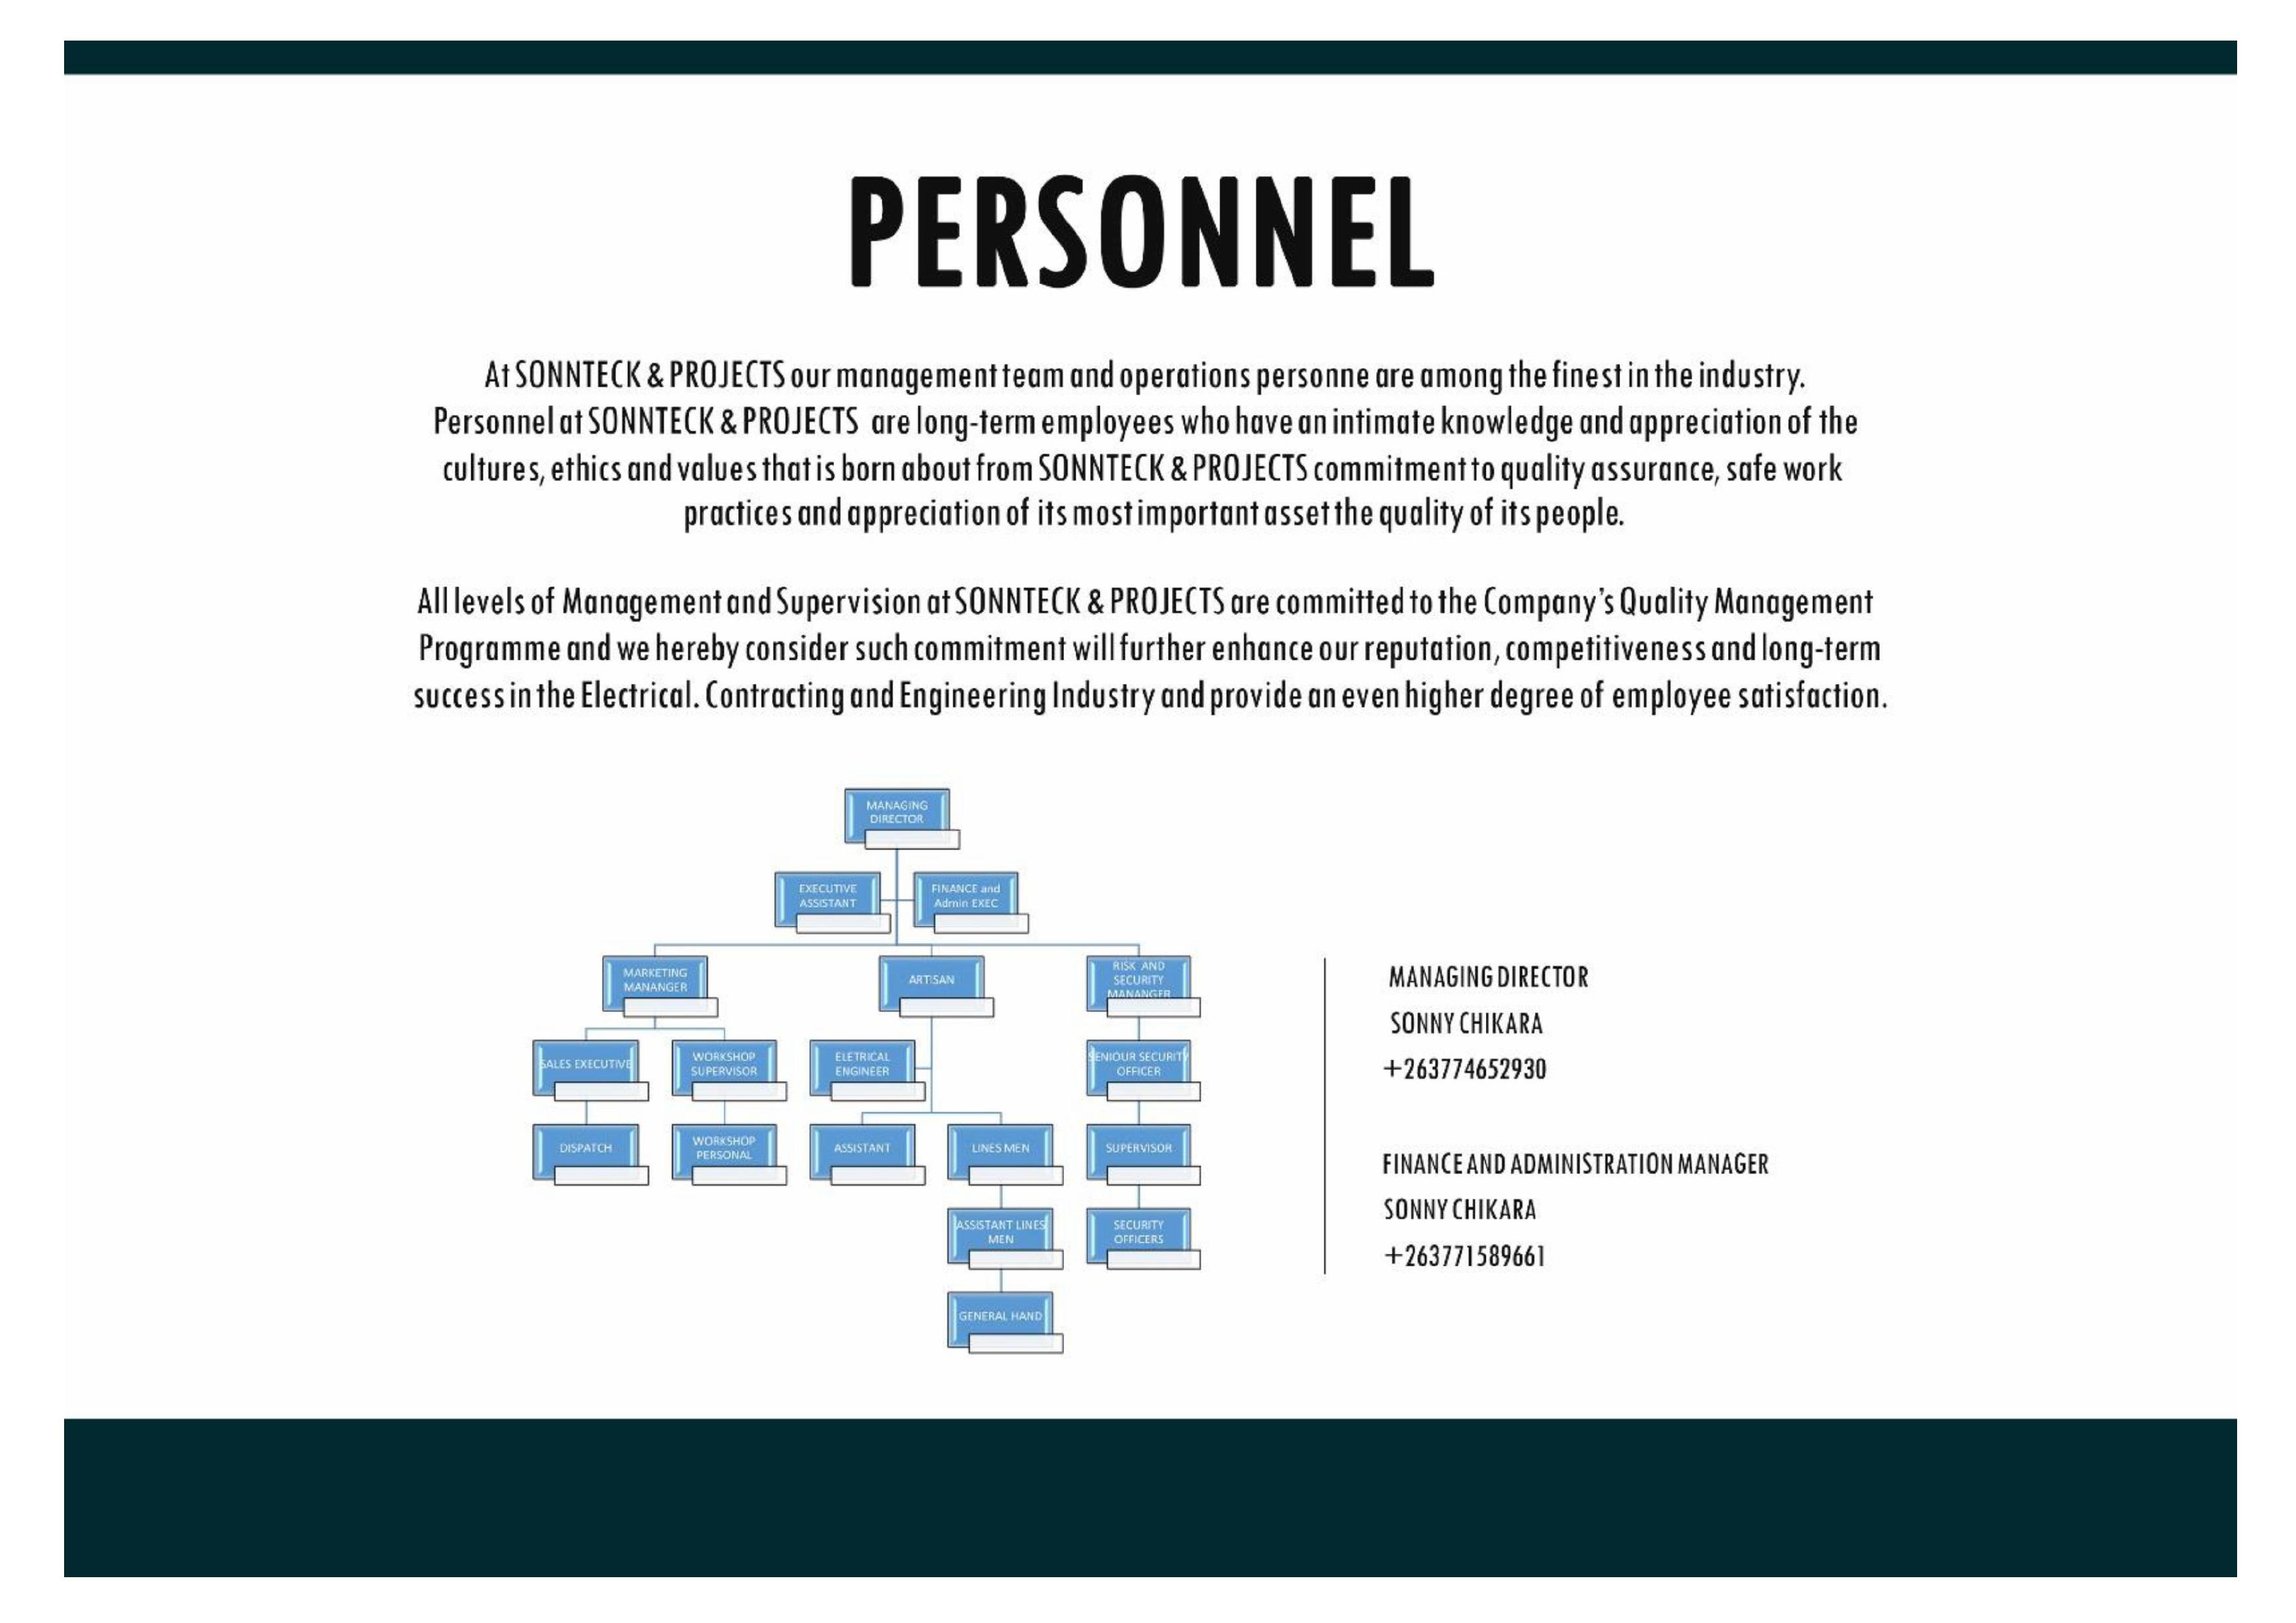 PERSONNEL
At SONNTECK & PROJECTS our management team and operations personne are among the finest in the industry.
Personnel at SONNTECK & PROJECTS are long-term employees who have an intimate knowledge and appreciation of the
cultures, ethics and values that is born about from SONNTECK & PROJECTS commitment to quality assurance, safe work
practices and appreciation of its most important asset the quality of its people.
All levels of Management and Supervision at SONNTECK & PROJECTS are committed to the Company's Quality Management
Programme and we hereby consider such commitment will further enhance our reputation, competitiveness and long-term
success in the Electrical. Contracting and Engineering Industry and provide an even higher degree of employee satisfaction.
MANAGING
DIRECTOR
EXECUTIVE
ASSISTANT
FINANCE and
Admin EXEC
MARKETING
MANANGER
ARTISAN
RISK AND
SECURITY
MANANGER
SALES EXECUTIVE
WORKSHOP
SUPERVISOR
ELETRICAL
ENGINEER
SENIOUR SECURITY
OFFICER
DISPATCH
WORKSHOP
PERSONAL
ASSISTANT
LINES MEN
SUPERVISOR
ASSISTANT LINES
MEN
SECURITY
OFFICERS
GENERAL HAND
MANAGING DIRECTOR
SONNY CHIKARA
+263774652930
FINANCE AND ADMINISTRATION MANAGER
SONNY CHIKARA
+263771589661